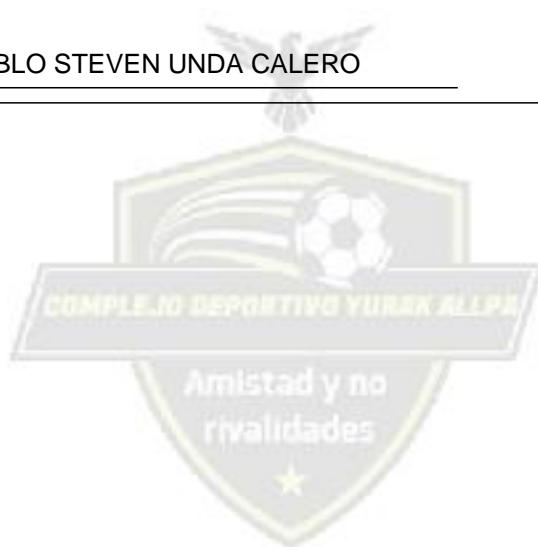 BLO STEVEN UNDA CALERO
COMPLEJO DEPORTIVO YURAK ALLPA
Amistad y no
rivalidades